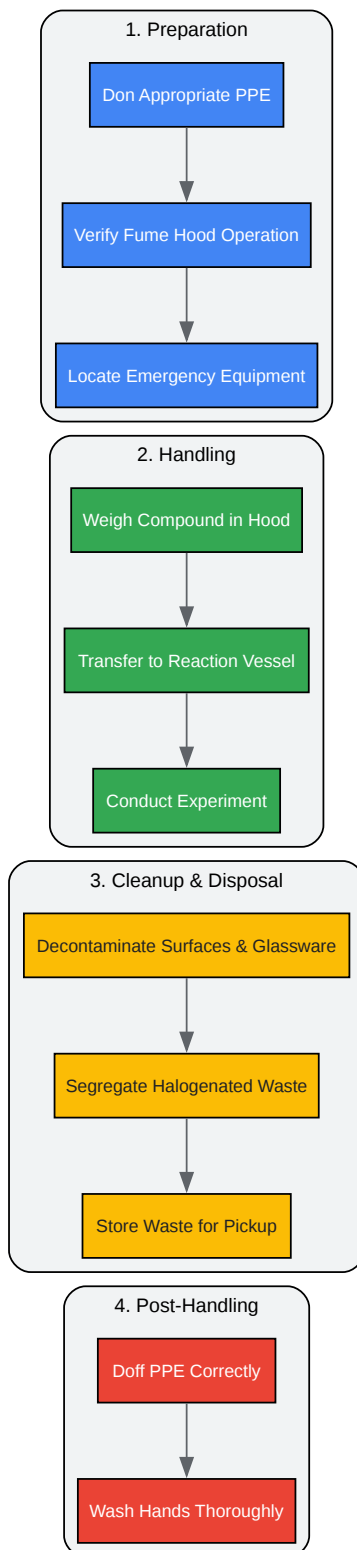 1. Preparation
Don Appropriate PPE
Verify Fume Hood Operation
Locate Emergency Equipment
2. Handling
Weigh Compound in Hood
Transfer to Reaction Vessel
Conduct Experiment
3. Cleanup & Disposal
Decontaminate Surfaces & Glassware
Segregate Halogenated Waste
Store Waste for Pickup
4. Post-Handling
Doff PPE Correctly
Wash Hands Thoroughly